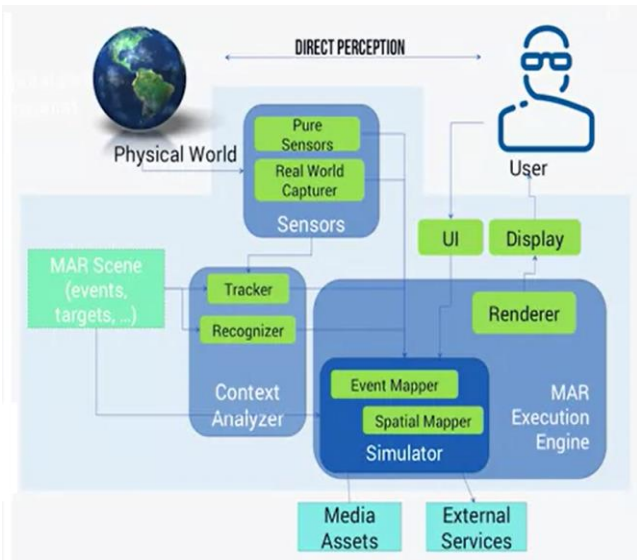 DIRECT PERCEPTION
Physical World
User
Pure
Sensors
Real World
Capturer
Sensors
UI
Display
MAR Scene
(events,
targets, ...)
Tracker
Recognizer
Context
Analyzer
Renderer
Event Mapper
Spatial Mapper
Simulator
MAR
Execution
Engine
Media
Assets
External
Services